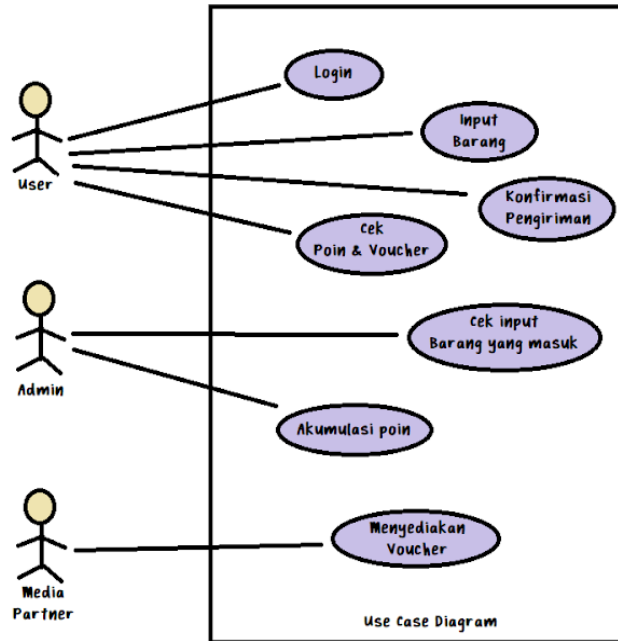 Login
Input
Barang
User
Konfirmasi
Pengiriman
Cek
Poin & Voucher
Cek input
Barang yang masuk
Admin
Akumulasi poin
Menyediakan
Voucher
Media
Partner
Use Case Diagram